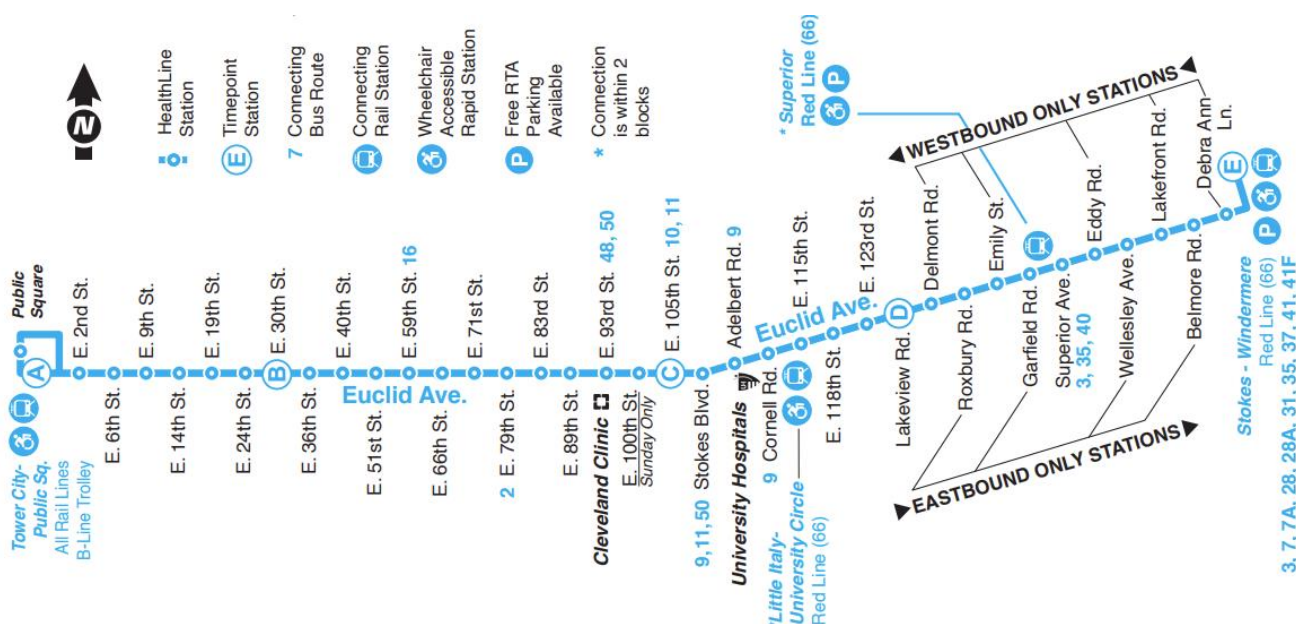 N
HealthLine
Station
E
Timepoint
Station
7
Connecting
Bus Route
Connecting
Rail Station
Wheelchair
Accessible
Rapid Station
P
Free RTA
Parking
Available
*
Connection
is within 2
blocks
Tower City-
Public Sq.
All Rail Lines
B-Line Trolley
A
Public
Square
E. 2nd St.
E. 6th St.
E. 9th St.
E. 14th St.
E. 19th St.
E. 24th St.
B
E. 30th St.
E. 36th St.
Euclid Ave.
E. 40th St.
E. 51st St.
E. 59th St. 16
E. 66th St.
E. 71st St.
2 E. 79th St.
E. 83rd St.
E. 89th St.
E. 93rd St. 48, 50
Cleveland Clinic
E. 100th St.
Sunday Only
C
E. 105th St. 10, 11
9, 11, 50 Stokes Blvd.
Adelbert Rd. 9
University Hospitals
9 Cornell Rd.
Euclid Ave.
Little Italy-
University Circle
Red Line (66)
E. 115th St.
E. 118th St.
E. 123rd St.
D
Lakeview Rd.
Delmont Rd.
Roxbury Rd.
Emily St.
Garfield Rd.
* Superior
Red Line (66)
P
Superior Ave.
3, 35, 40
Eddy Rd.
Wellesley Ave.
Lakefront Rd.
Belmore Rd.
Debra Ann
Ln.
WESTBOUND ONLY STATIONS
EASTBOUND ONLY STATIONS
E
P
Stokes - Windermere
Red Line (66)
3, 7, 7A, 28, 28A, 31, 35, 37, 41, 41F